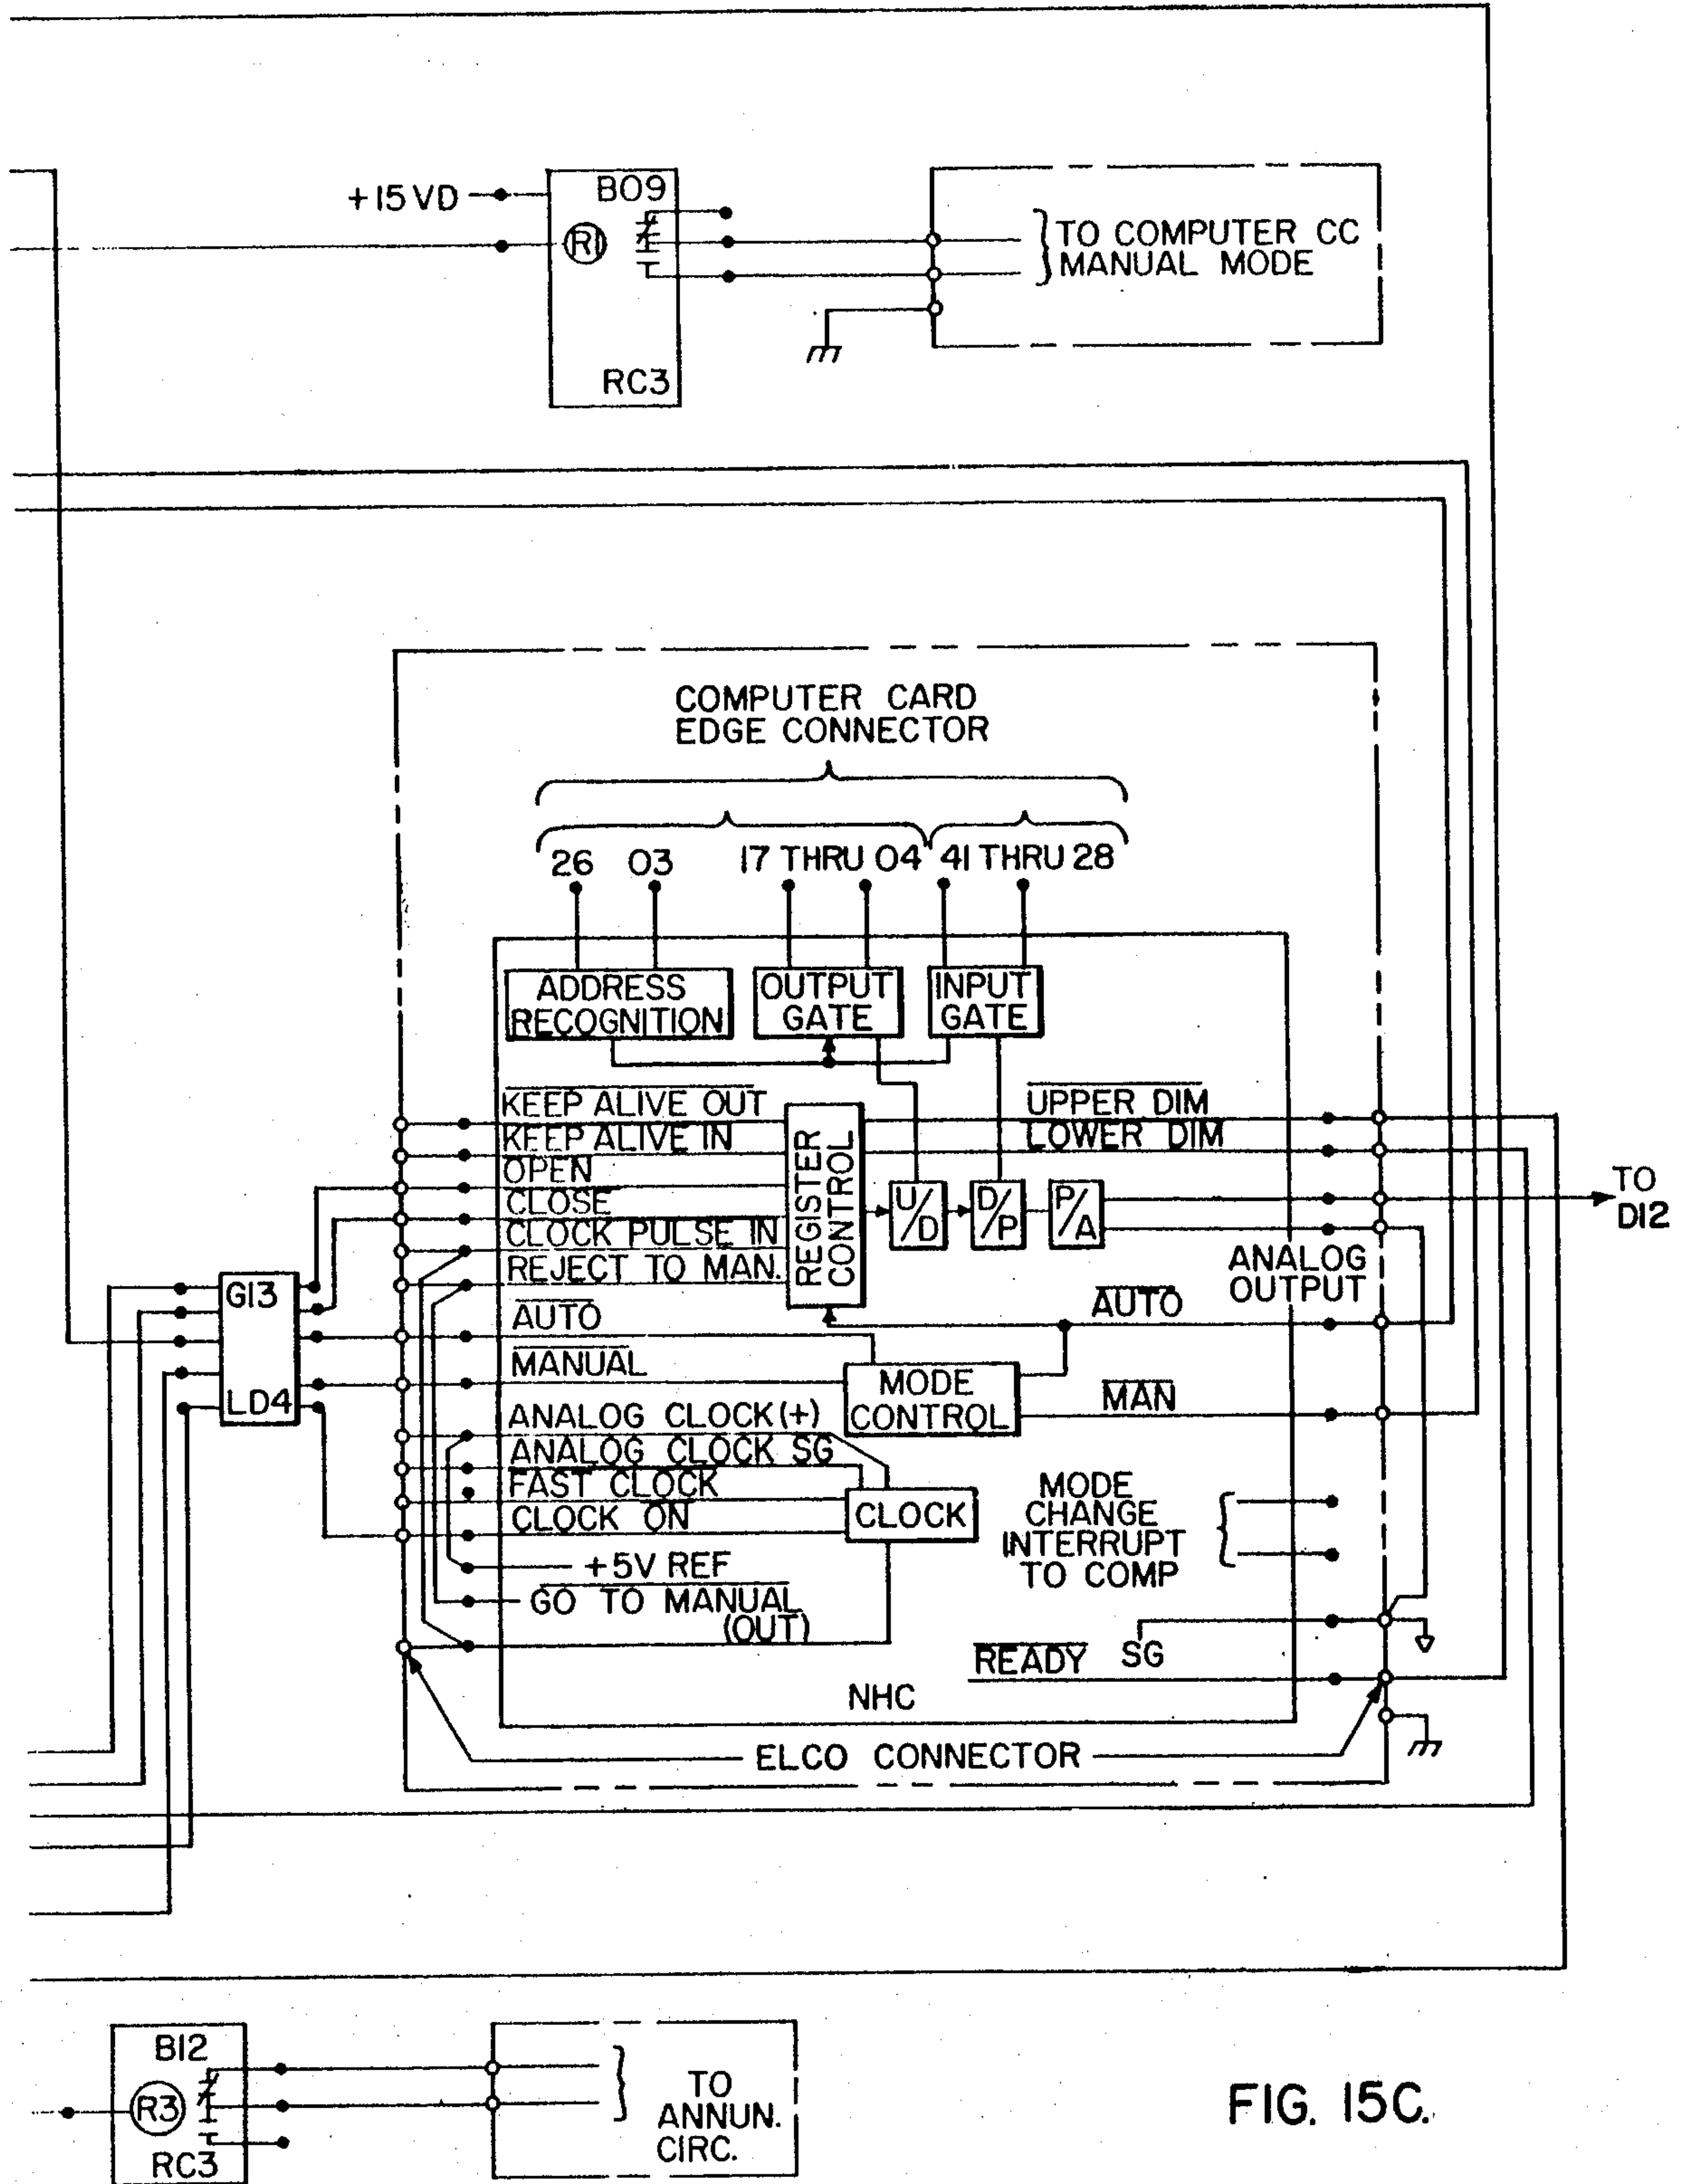 +15VD
B09
R1
RC3
TO COMPUTER CC
MANUAL MODE
COMPUTER CARD
EDGE CONNECTOR
26 03 17 THRU 04 41 THRU 28
ADDRESS
RECOGNITION
OUTPUT
GATE
INPUT
GATE
KEEP ALIVE OUT
KEEP ALIVE IN
OPEN
CLOSE
CLOCK PULSE IN
REJECT TO MAN.
AUTO
MANUAL
ANALOG CLOCK (+)
ANALOG CLOCK SG
FAST CLOCK
CLOCK ON
+5V REF
GO TO MANUAL
(OUT)
REGISTER
CONTROL
U/D
D/P
P/A
UPPER DIM
LOWER DIM
TO
D12
ANALOG
OUTPUT
AUTO
MODE
CONTROL
MAN
CLOCK
MODE
CHANGE
INTERRUPT
TO COMP
READY SG
NHC
ELCO CONNECTOR
G13
LD4
B12
R3
RC3
TO
ANNUN.
CIRC.
FIG. 15C.